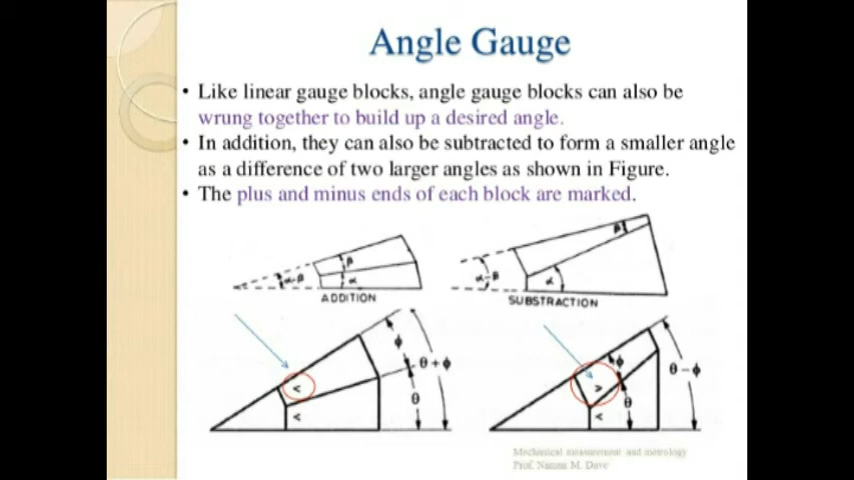 Angle Gauge
• Like linear gauge blocks, angle gauge blocks can also be
wrung together to build up a desired angle.
• In addition, they can also be subtracted to form a smaller angle
as a difference of two larger angles as shown in Figure.
• The plus and minus ends of each block are marked.
β
α-β
α
ADDITION
β
α-β
α
SUBSTRACTION
ϕ
θ+ϕ
θ
<
<
ϕ
θ-ϕ
θ
>
<
Mechanical measurement and metrology
Prof. Naman M. Dave